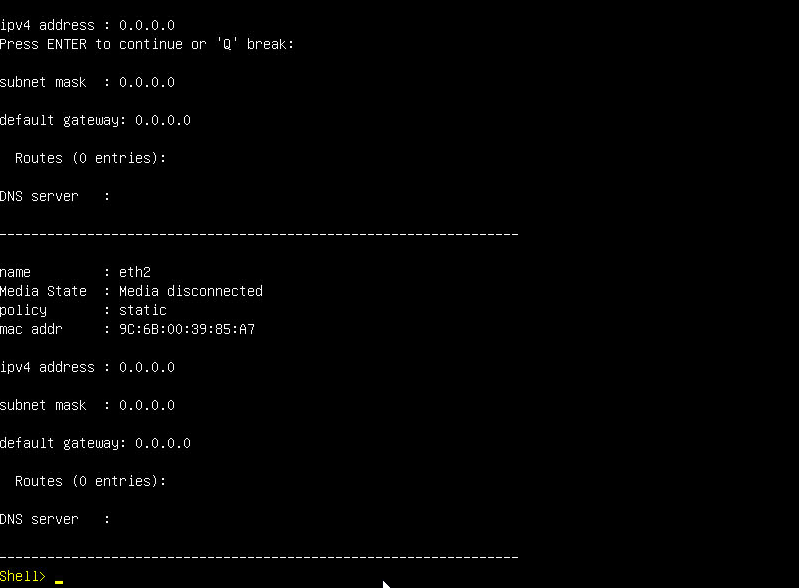 ipv4 address : 0.0.0.0
Press ENTER to continue or 'Q' break:
subnet mask  : 0.0.0.0
default gateway: 0.0.0.0
  Routes (0 entries):
DNS server   :
-----------------------------------------------------------------
name         : eth2
Media State  : Media disconnected
policy       : static
mac addr     : 9C:6B:00:39:85:A7
ipv4 address : 0.0.0.0
subnet mask  : 0.0.0.0
default gateway: 0.0.0.0
  Routes (0 entries):
DNS server   :
-----------------------------------------------------------------
Shell> _